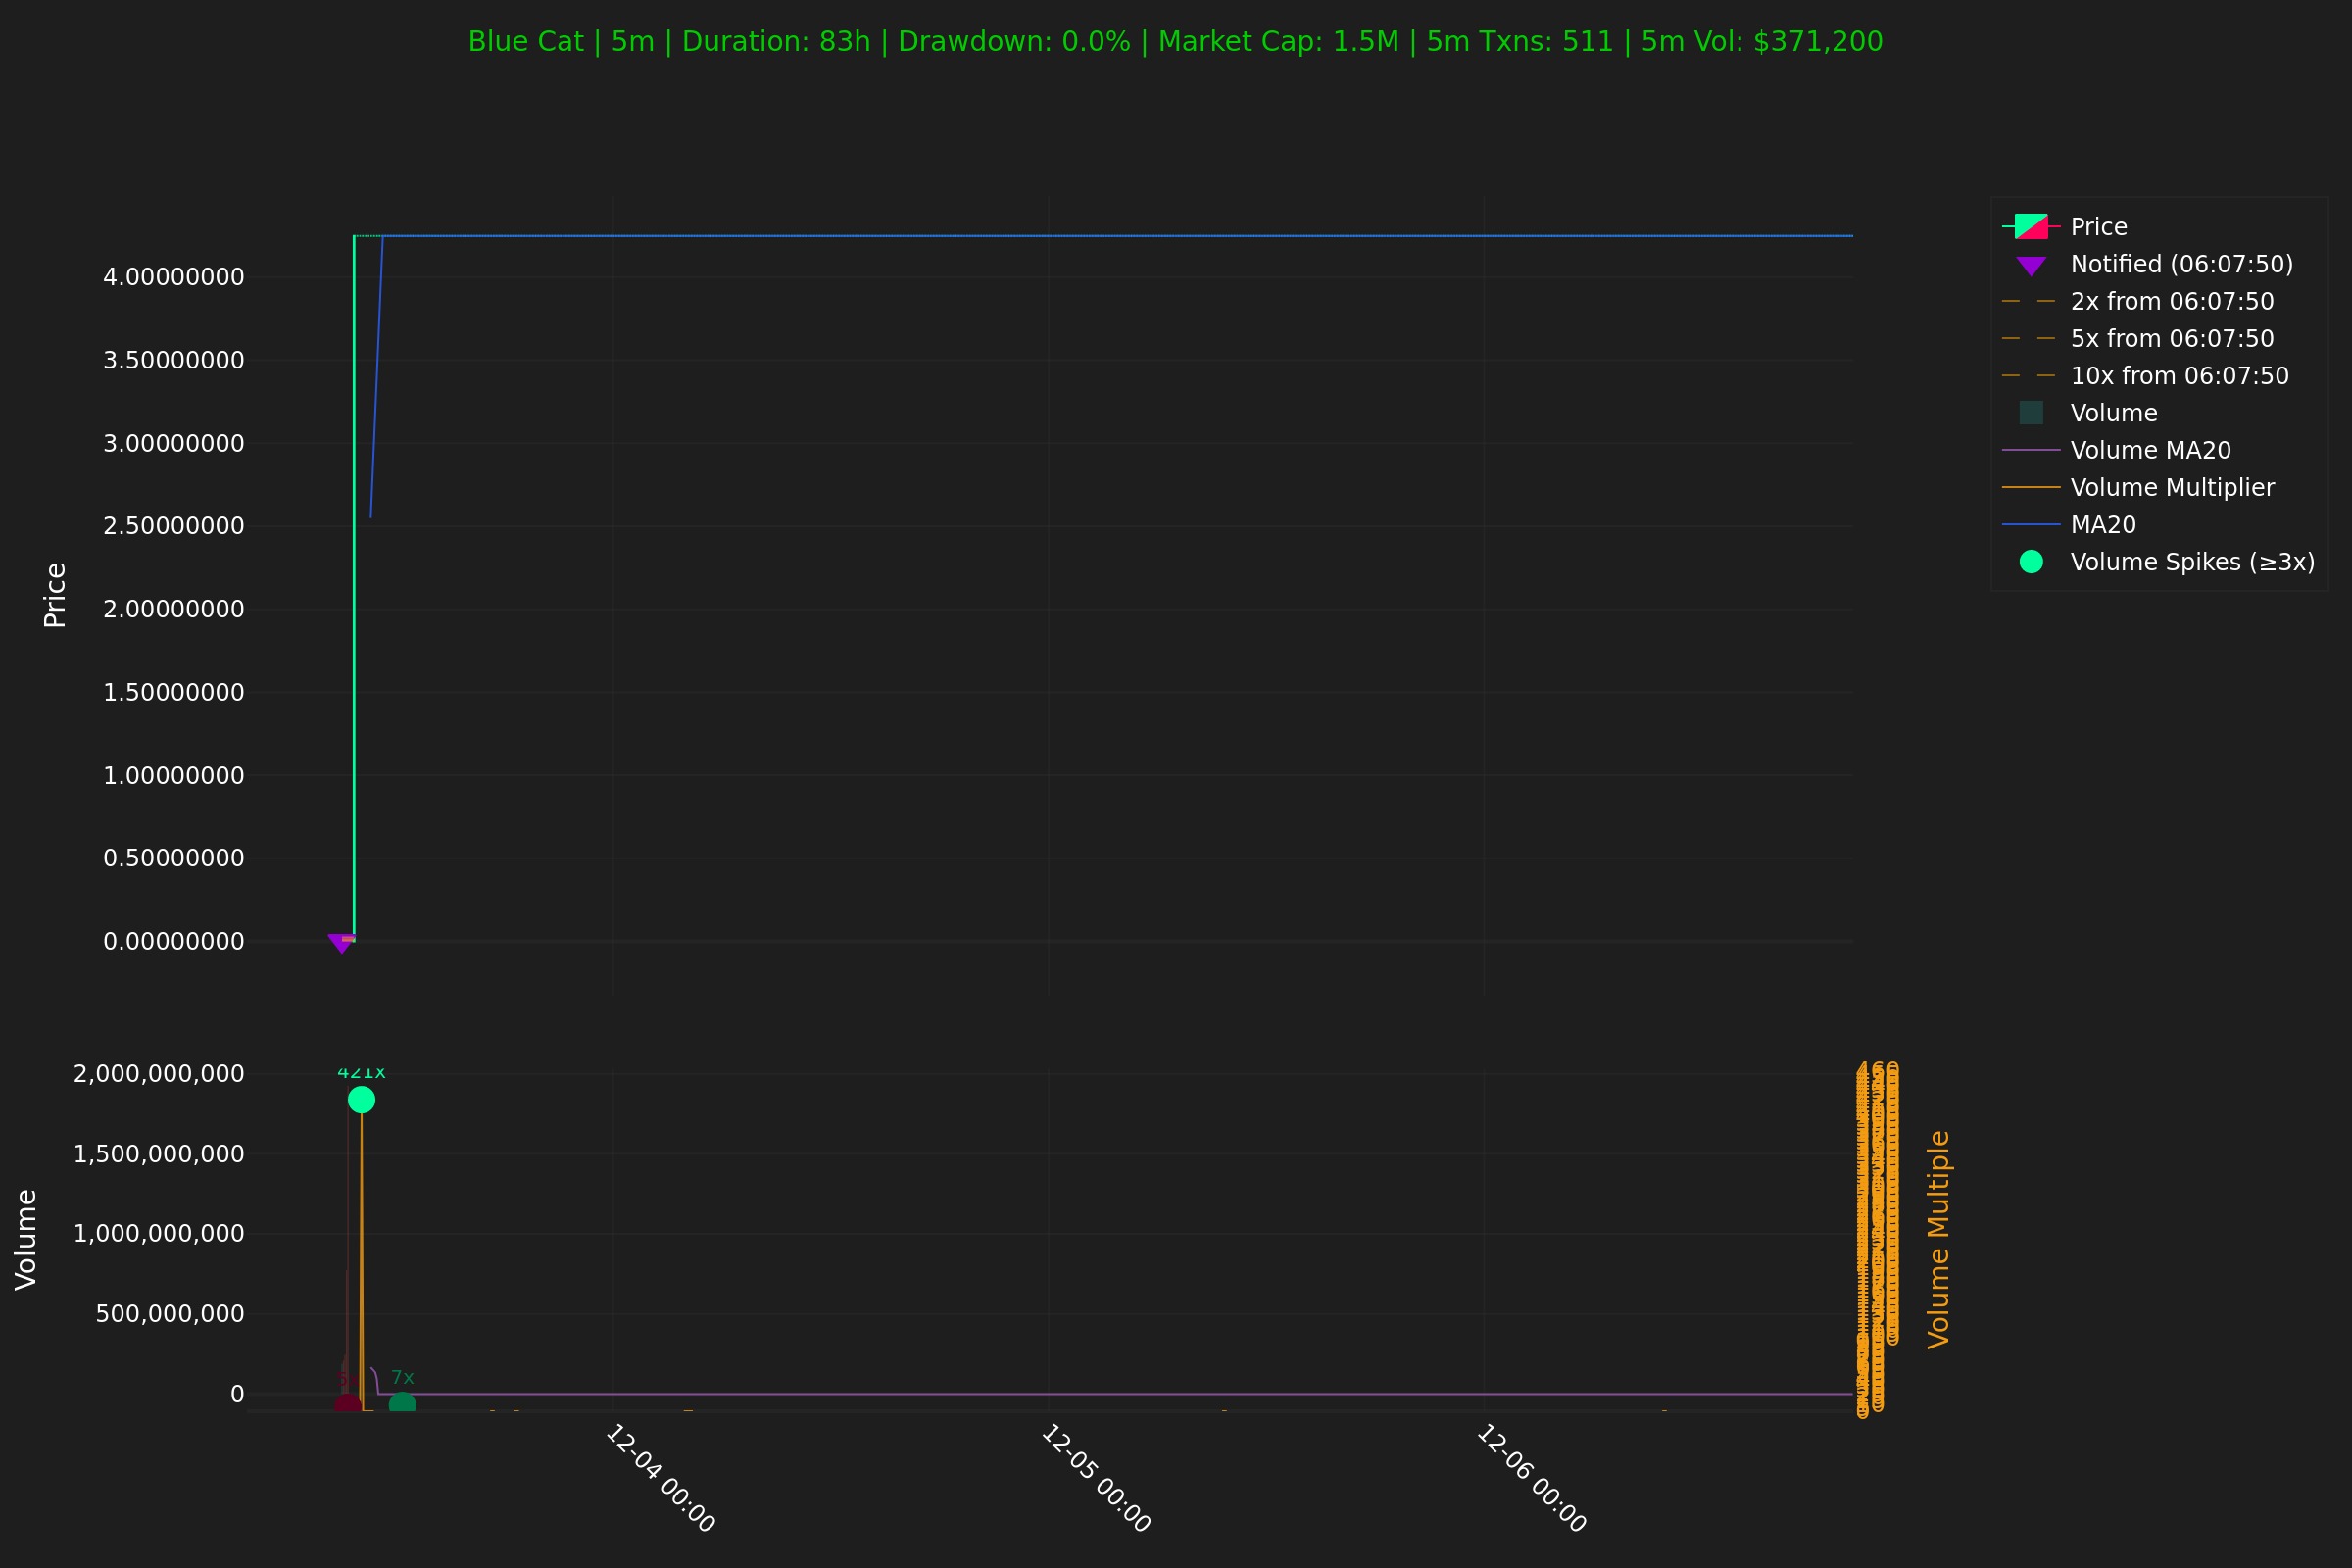 Blue Cat | 5m | Duration: 83h | Drawdown: 0.0% | Market Cap: 1.5M | 5m Txns: 511 | 5m Vol: $371,200
Price
4.00000000
3.50000000
3.00000000
2.50000000
2.00000000
1.50000000
1.00000000
0.50000000
0.00000000
Price
Notified (06:07:50)
2x from 06:07:50
5x from 06:07:50
10x from 06:07:50
Volume
Volume MA20
Volume Multiplier
MA20
Volume Spikes (≥3x)
Volume
2,000,000,000
1,500,000,000
1,000,000,000
500,000,000
0
421x
7x
Volume Multiple
12-04 00:00
12-05 00:00
12-06 00:00